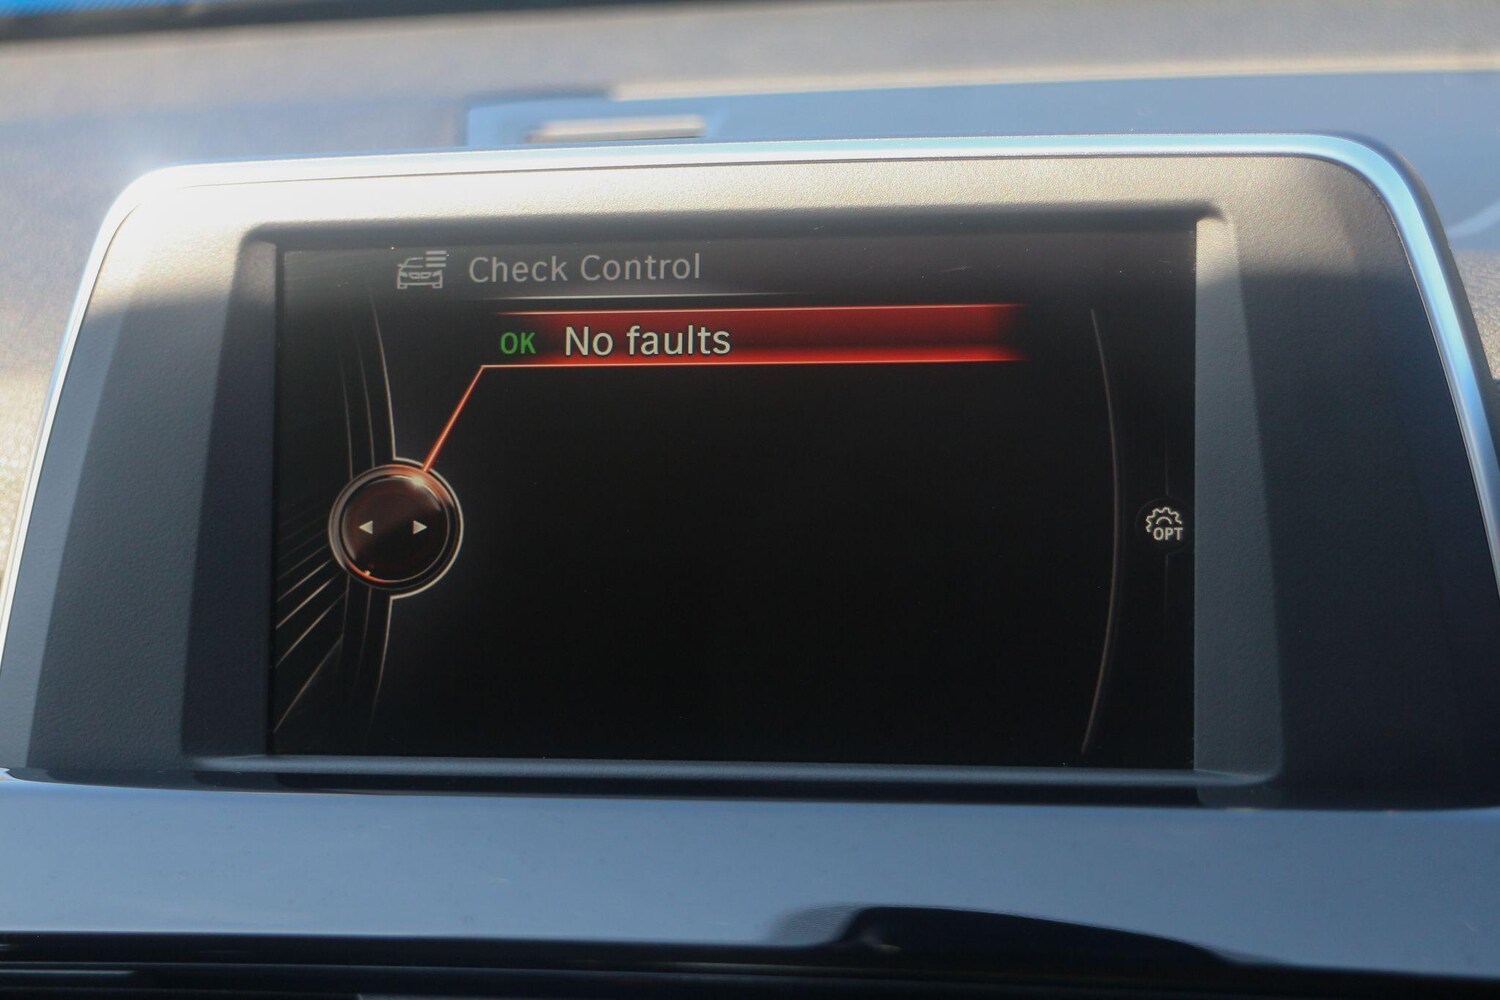 Check Control
OK No faults
OPT